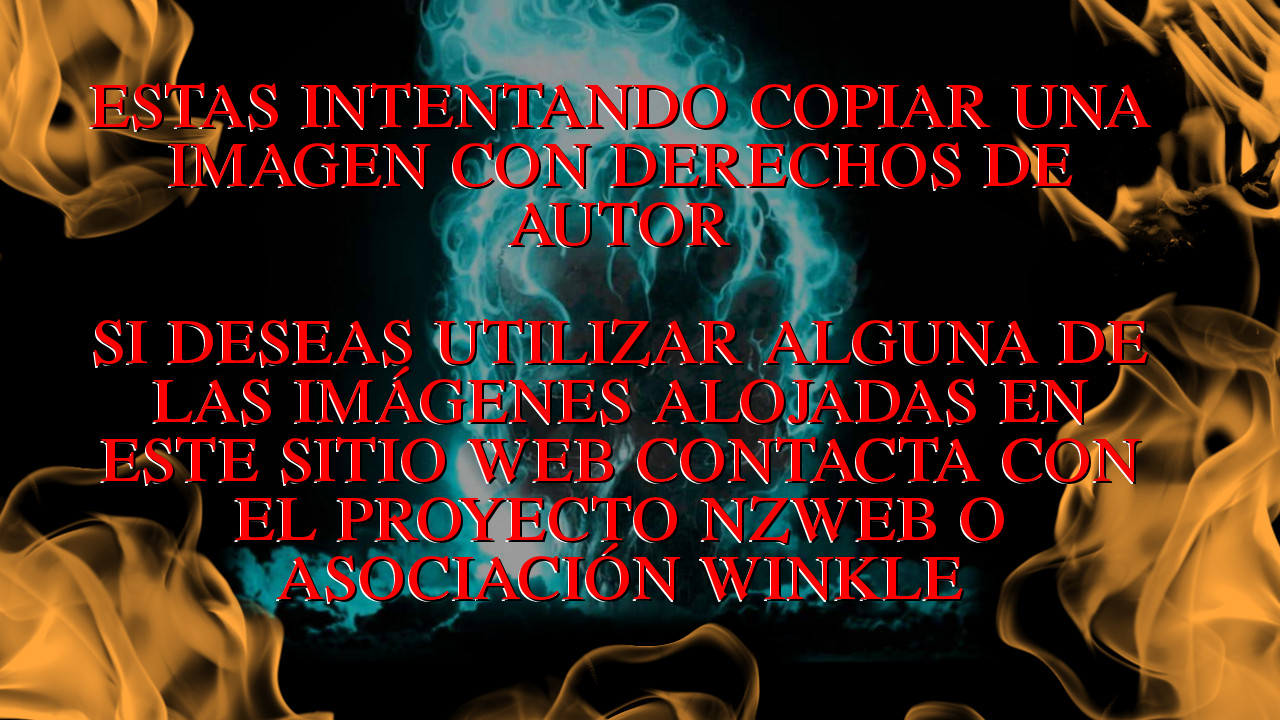 ESTAS INTENTANDO COPIAR UNA
IMAGEN CON DERECHOS DE
AUTOR
SI DESEAS UTILIZAR ALGUNA DE
LAS IMÁGENES ALOJADAS EN
ESTE SITIO WEB CONTACTA CON
EL PROYECTO NZWEB O
ASOCIACIÓN WINKLE